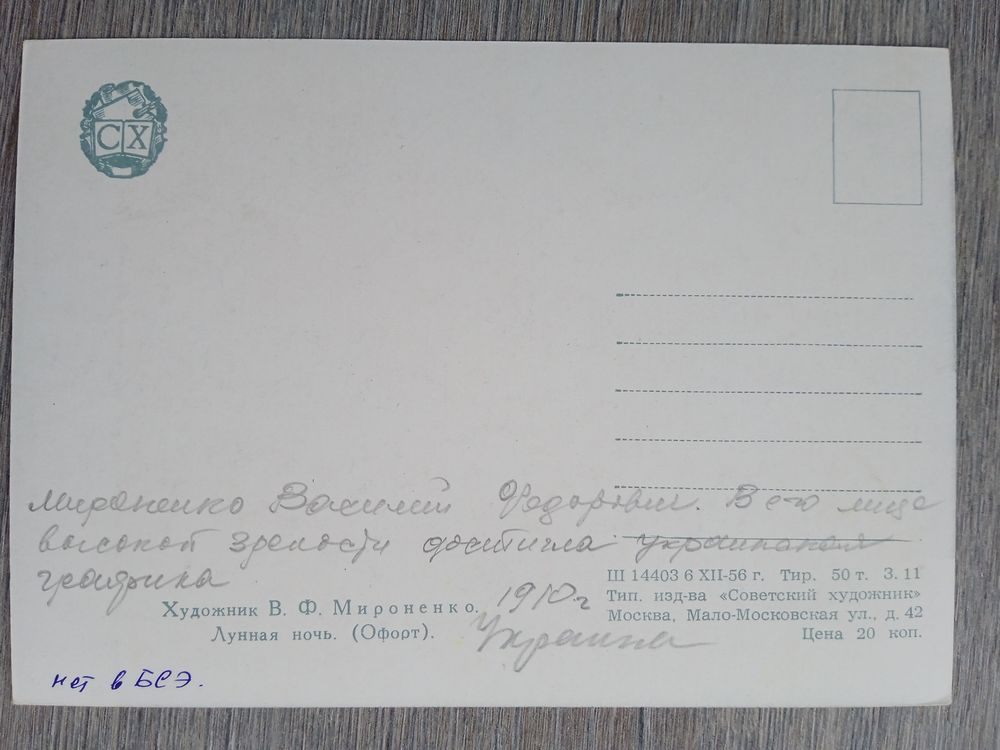 СХ
Мироненко Василий Федорович. В его лице
высокой зрелости достигла украинская
графика
1910 г
Украина
Художник В. Ф. Мироненко.
Лунная ночь. (Офорт).
Ш 14403 6 XII-56 г. Тир. 50 т. З. 11
Тип. изд-ва «Советский художник»
Москва, Мало-Московская ул., д. 42
Цена 20 коп.
нет в БСЭ.